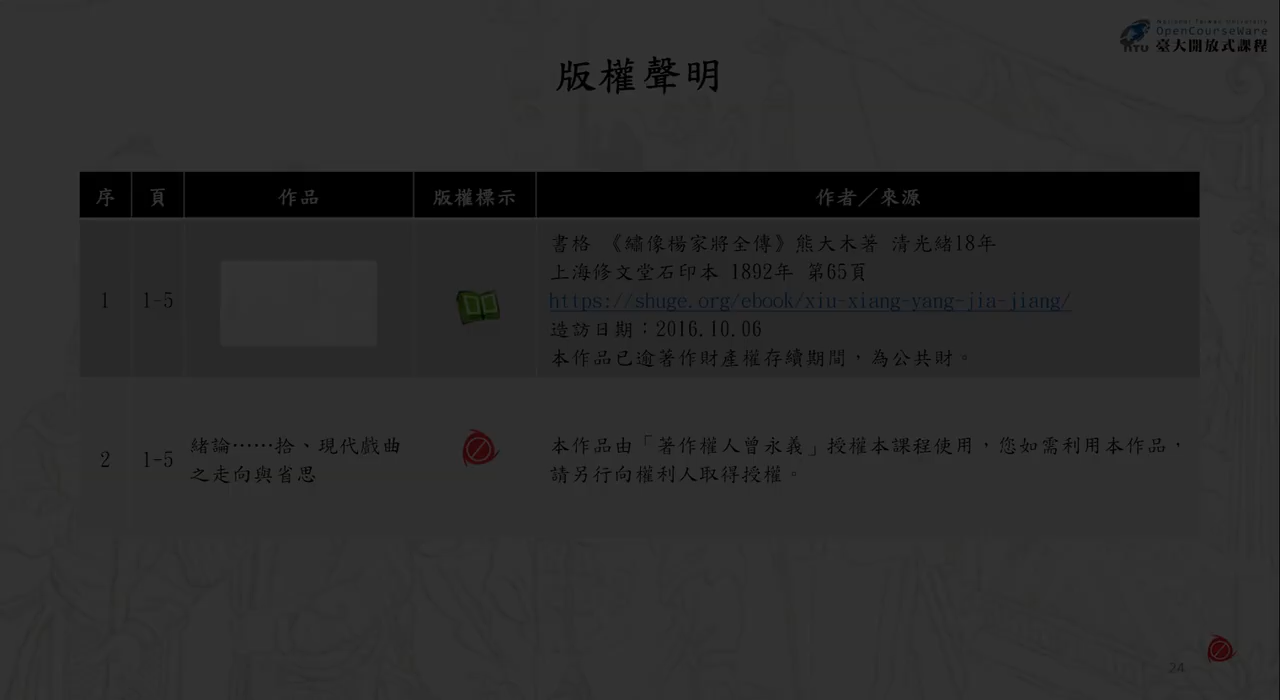 National Taiwan University
OpenCourseWare
NTU 臺大開放式課程
版權聲明
序 頁 作品 版權標示 作者／來源
1 1-5
書格 《繡像楊家將全傳》熊大木著 清光緒18年
上海修文堂石印本 1892年 第65頁
https://shuge.org/ebook/xiu-xiang-yang-jia-jiang/
造訪日期：2016.10.06
本作品已逾著作財產權存續期間，為公共財。
2 1-5
緒論……拾、現代戲曲
之走向與省思
本作品由「著作權人曾永義」授權本課程使用，您如需利用本作品，
請另行向權利人取得授權。
24